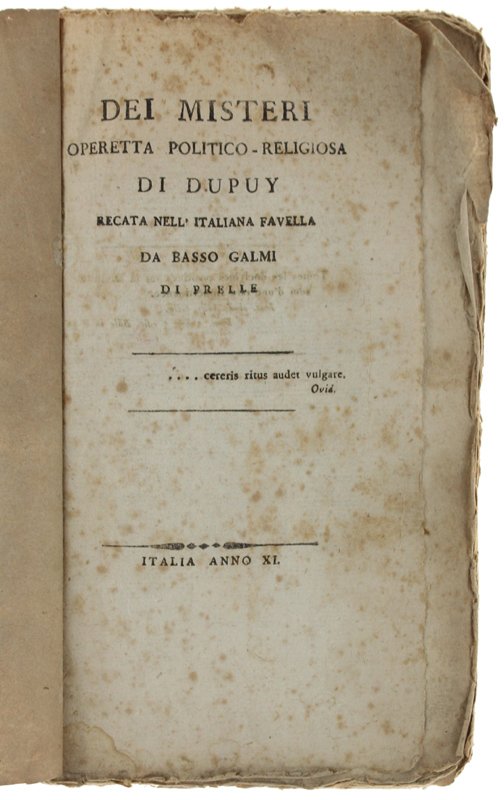 DEI MISTERI
OPERETTA POLITICO-RELIGIOSA
DI DUPUY
RECATA NELL' ITALIANA FAVELLA
DA BASSO GALMI
DI PRELLE
.... cereris ritus audet vulgare.
Ovid.
ITALIA ANNO XI.